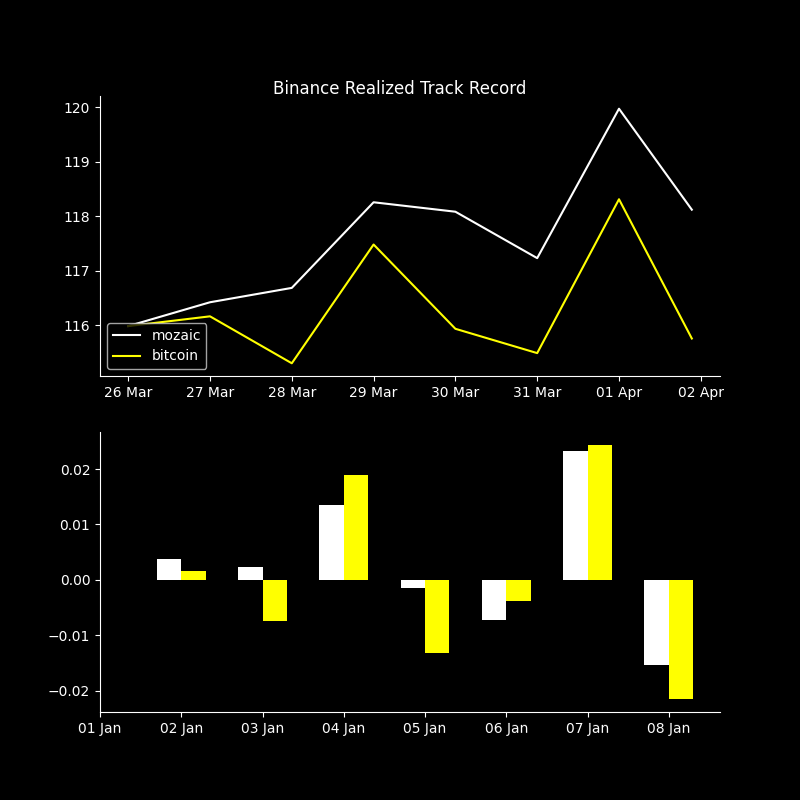 Binance Realized Track Record
120
119
118
117
116
mozaic
bitcoin
26 Mar 27 Mar 28 Mar 29 Mar 30 Mar 31 Mar 01 Apr 02 Apr
0.02
0.01
0.00
−0.01
−0.02
01 Jan 02 Jan 03 Jan 04 Jan 05 Jan 06 Jan 07 Jan 08 Jan